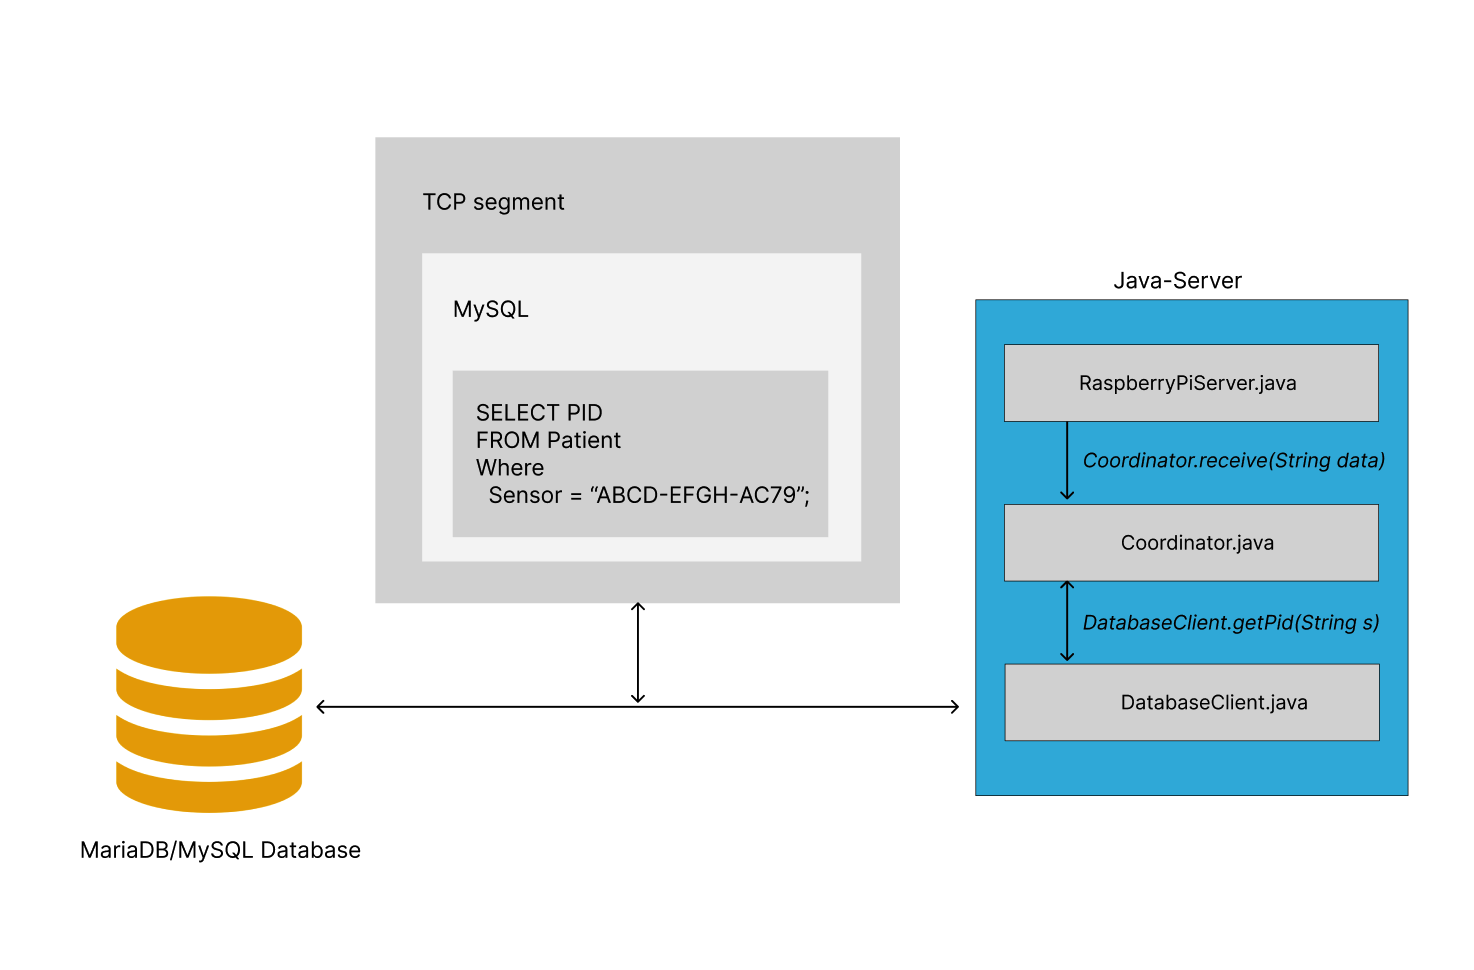 TCP segment
MySQL
SELECT PID
FROM Patient
Where
Sensor = “ABCD-EFGH-AC79”;
MariaDB/MySQL Database
Java-Server
RaspberryPiServer.java
Coordinator.receive(String data)
Coordinator.java
DatabaseClient.getPid(String s)
DatabaseClient.java